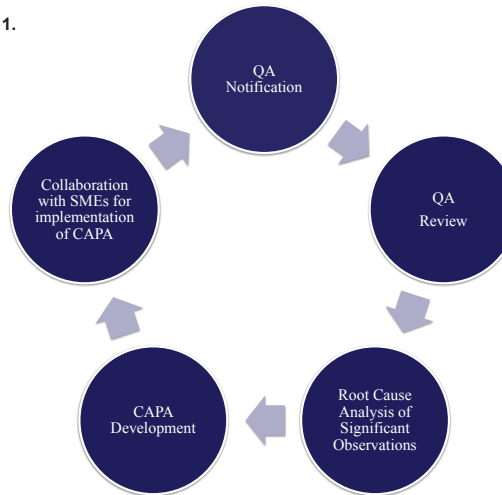 1.
QA
Notification
QA
Review
Root Cause
Analysis of
Significant
Observations
CAPA
Development
Collaboration
with SMEs for
implementation
of CAPA